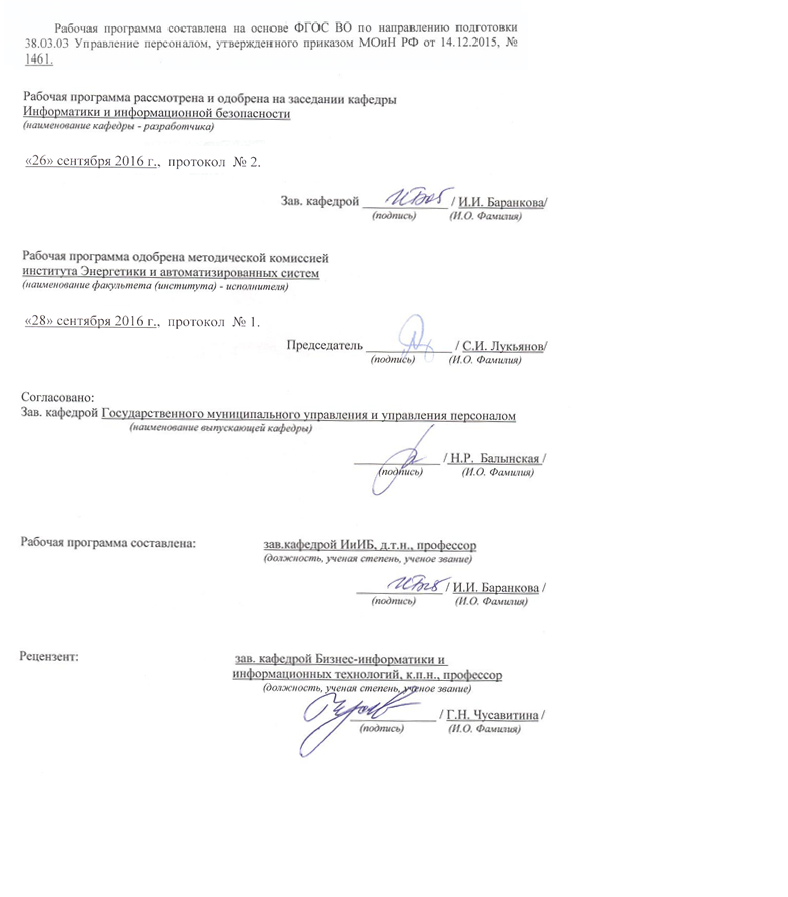 Рабочая программа составлена на основе ФГОС ВО по направлению подготовки
38.03.03 Управление персоналом, утвержденного приказом МОиН РФ от 14.12.2015, №
1461.
Рабочая программа рассмотрена и одобрена на заседании кафедры
Информатики и информационной безопасности
(наименование кафедры - разработчика)
«26» сентября 2016 г., протокол № 2.
Зав. кафедрой ______________ / И.И. Баранкова/
(подпись) (И.О. Фамилия)
Рабочая программа одобрена методической комиссией
института Энергетики и автоматизированных систем
(наименование факультета (института) - исполнителя)
«28» сентября 2016 г., протокол № 1.
Председатель ______________ / С.И. Лукьянов/
(подпись) (И.О. Фамилия)
Согласовано:
Зав. кафедрой Государственного муниципального управления и управления персоналом
(наименование выпускающей кафедры)
______________ / Н.Р. Балынская /
(подпись) (И.О. Фамилия)
Рабочая программа составлена: зав.кафедрой ИиИБ, д.т.н., профессор
(должность, ученая степень, ученое звание)
______________ / И.И. Баранкова /
(подпись) (И.О. Фамилия)
Рецензент: зав. кафедрой Бизнес-информатики и
информационных технологий, к.п.н., профессор
(должность, ученая степень, ученое звание)
______________ / Г.Н. Чусавитина /
(подпись) (И.О. Фамилия)